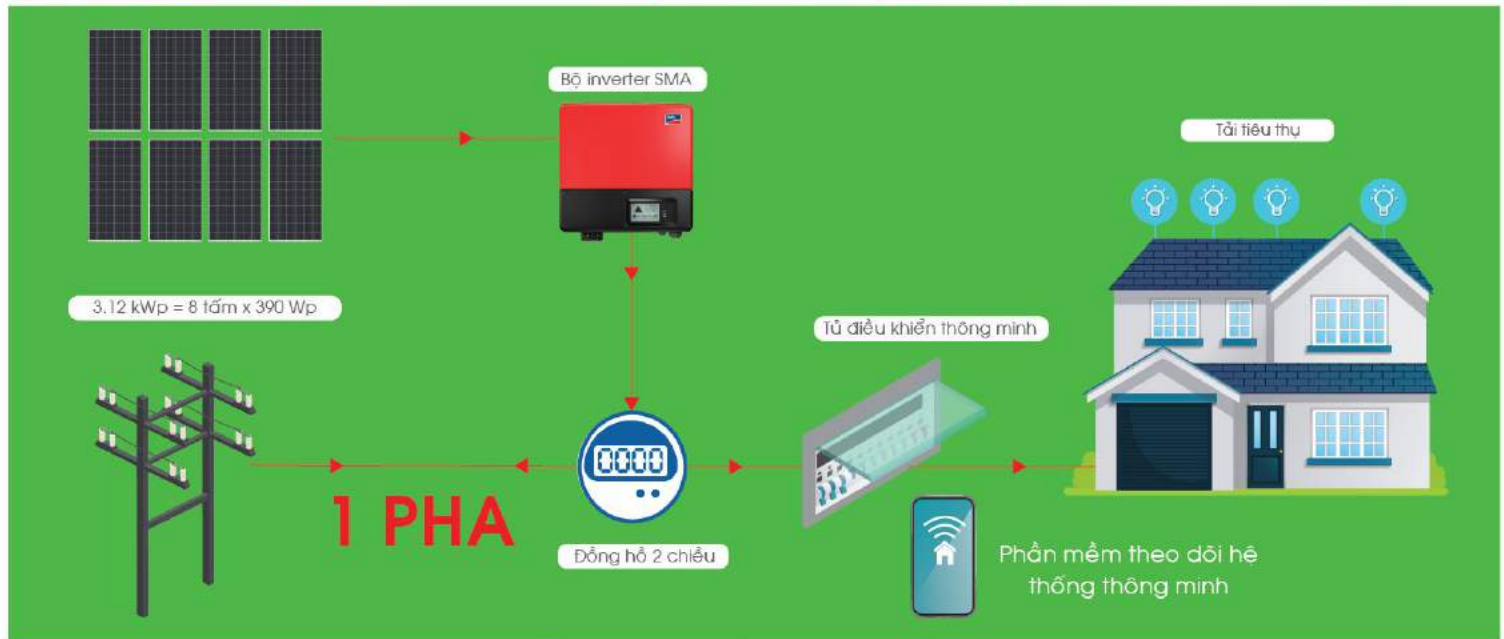 Bộ inverter SMA
Tải tiêu thụ
3.12 kWp = 8 tấm x 390 Wp
Tủ điều khiển thông minh
0000
1 PHA
Đồng hồ 2 chiều
Phần mềm theo dõi hệ
thống thông minh